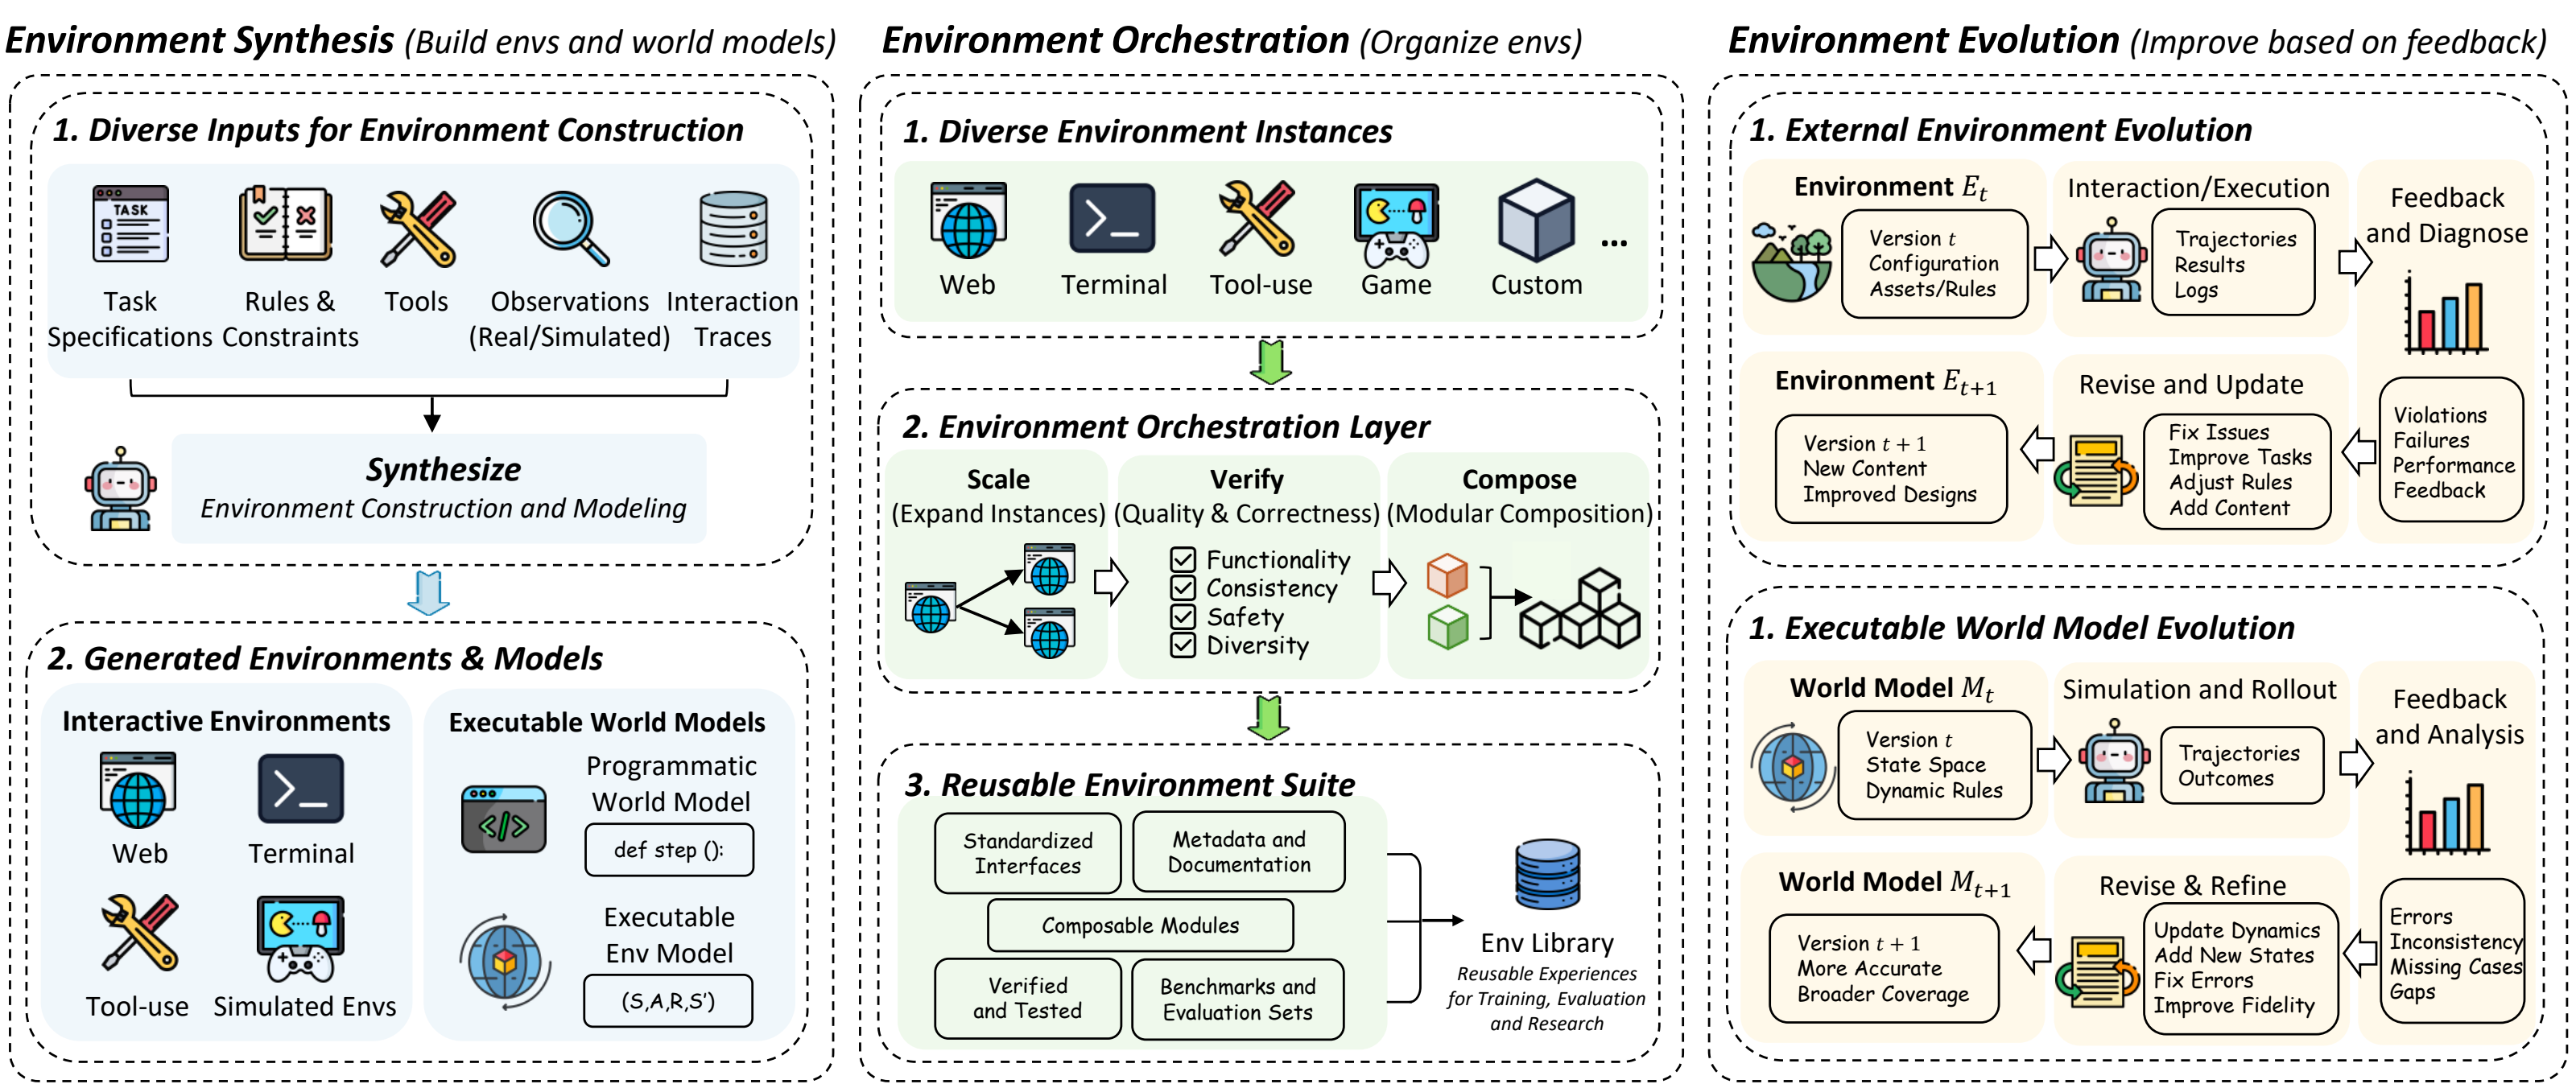 Environment Synthesis (Build envs and world models)
1. Diverse Inputs for Environment Construction
TASK
Task
Specifications
Rules &
Constraints
Tools
Observations
(Real/Simulated)
Interaction
Traces
Synthesize
Environment Construction and Modeling
2. Generated Environments & Models
Interactive Environments
Web
Terminal
Tool-use
Simulated Envs
Executable World Models
Programmatic
World Model
</>
def step ():
Executable
Env Model
(S,A,R,S’)
Environment Orchestration (Organize envs)
1. Diverse Environment Instances
Web
Terminal
Tool-use
Game
Custom
...
2. Environment Orchestration Layer
Scale
(Expand Instances)
Verify
(Quality & Correctness)
Functionality
Consistency
Safety
Diversity
Compose
(Modular Composition)
3. Reusable Environment Suite
Standardized
Interfaces
Metadata and
Documentation
Composable Modules
Verified
and Tested
Benchmarks and
Evaluation Sets
Env Library
Reusable Experiences
for Training, Evaluation
and Research
Environment Evolution (Improve based on feedback)
1. External Environment Evolution
Environment E_t
Version t
Configuration
Assets/Rules
Interaction/Execution
Trajectories
Results
Logs
Feedback
and Diagnose
Violations
Failures
Performance
Feedback
Revise and Update
Fix Issues
Improve Tasks
Adjust Rules
Add Content
Environment E_{t+1}
Version t + 1
New Content
Improved Designs
1. Executable World Model Evolution
World Model M_t
Version t
State Space
Dynamic Rules
Simulation and Rollout
Trajectories
Outcomes
Feedback
and Analysis
Errors
Inconsistency
Missing Cases
Gaps
Revise & Refine
Update Dynamics
Add New States
Fix Errors
Improve Fidelity
World Model M_{t+1}
Version t + 1
More Accurate
Broader Coverage